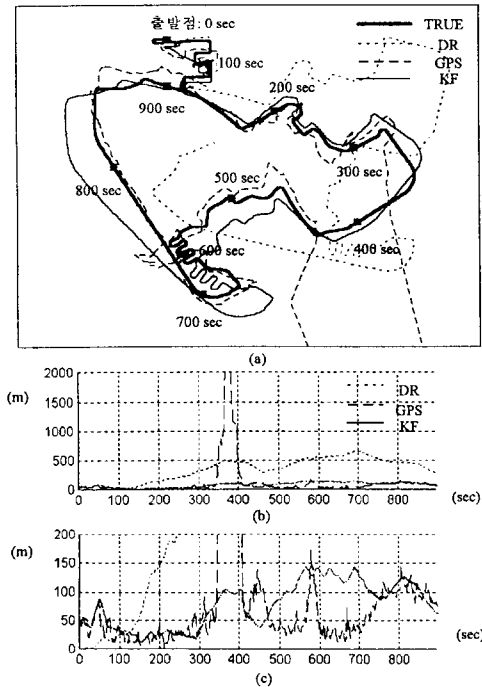 출발점: 0 sec
TRUE
DR
GPS
KF
100 sec
200 sec
900 sec
300 sec
500 sec
800 sec
400 sec
600 sec
700 sec
(a)
(m)
2000
1500
1000
500
0
DR
GPS
KF
0 100 200 300 400 500 600 700 800
(sec)
(b)
(m)
200
150
100
50
0
0 100 200 300 400 500 600 700 800
(sec)
(c)